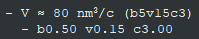 - V ≈ 80 nm³/c (b5v15c3)
- b0.50 v0.15 c3.00